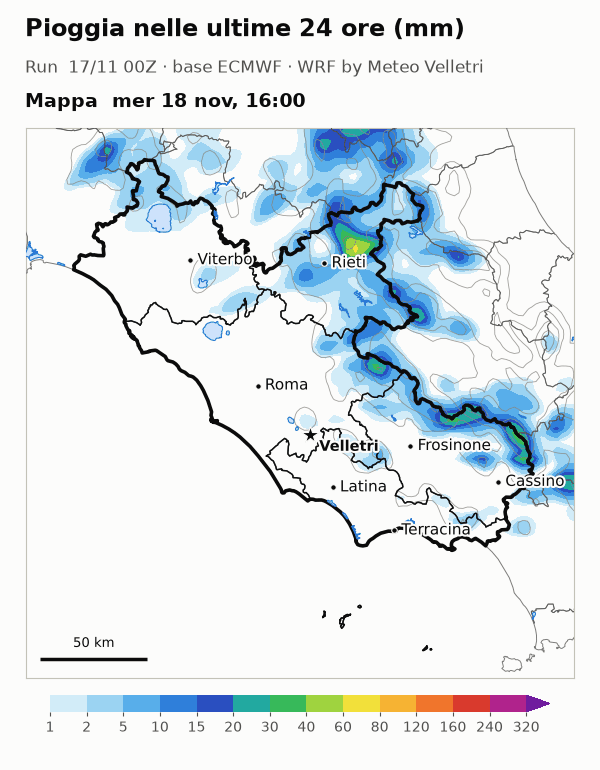 Pioggia nelle ultime 24 ore (mm)
Run  17/11 00Z · base ECMWF · WRF by Meteo Velletri
Mappa  mer 18 nov, 16:00
Viterbo
Rieti
Roma
Velletri
Frosinone
Cassino
Latina
Terracina
50 km
1 2 5 10 15 20 30 40 60 80 120 160 240 320